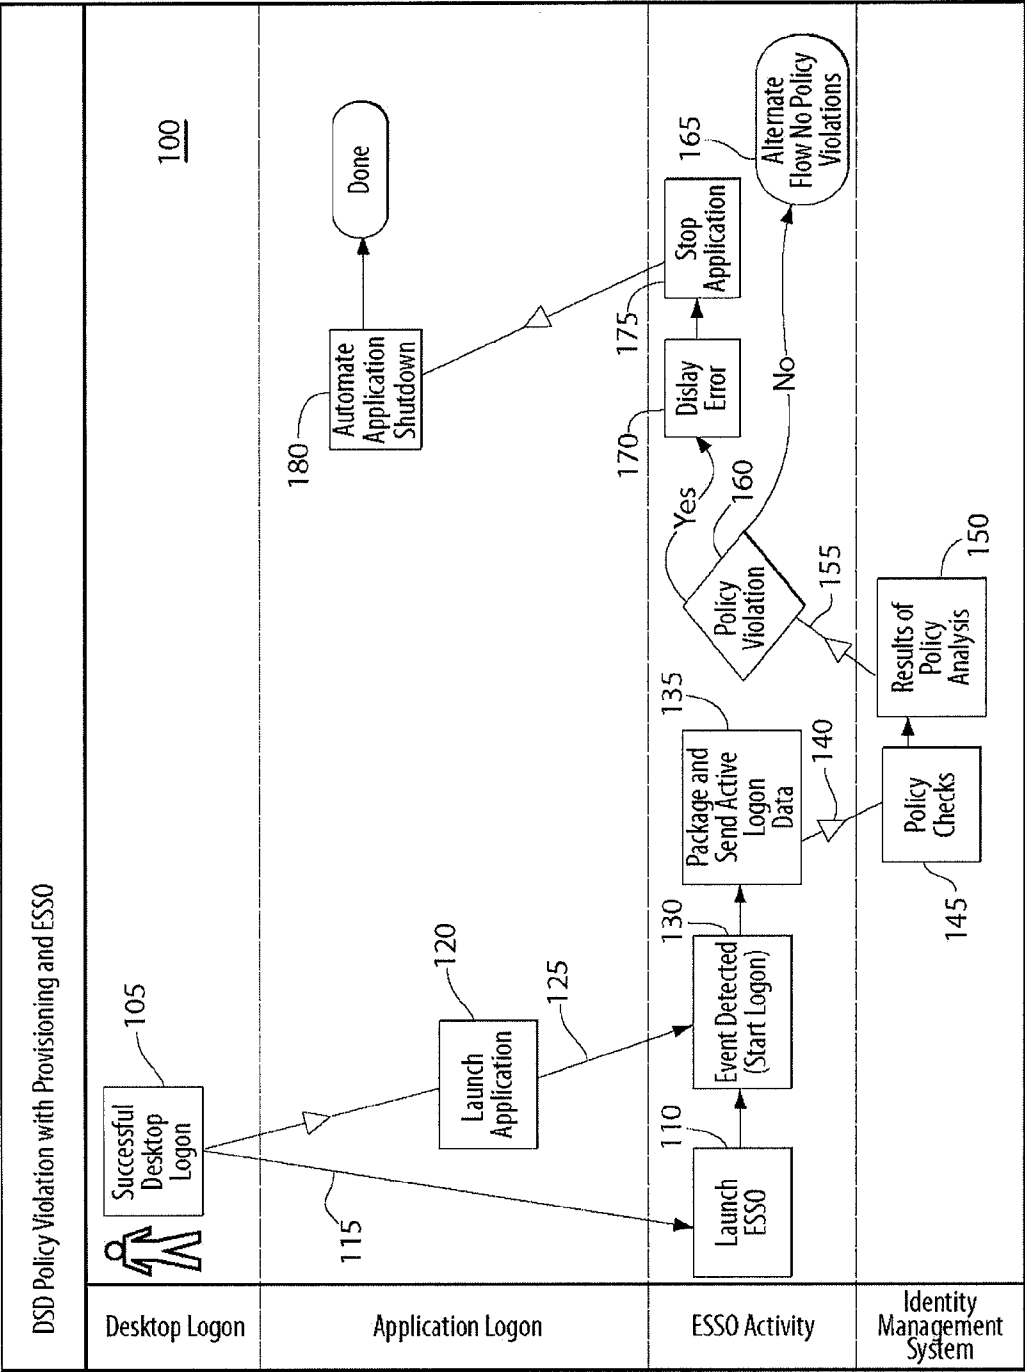 DSD Policy Violation with Provisioning and ESSO
Desktop Logon
Successful
Desktop
Logon
105
100
Application Logon
115
Launch
Application
120
125
Automate
Application
Shutdown
180
Done
ESSO Activity
Launch
ESSO
110
Event Detected
(Start Logon)
130
Package and
Send Active
Logon
Data
135
140
Policy
Violation
160
155
Yes
No
Dislay
Error
170
Stop
Application
175
Alternate
Flow No Policy
Violations
165
Identity
Management
System
Policy
Checks
145
Results of
Policy
Analysis
150